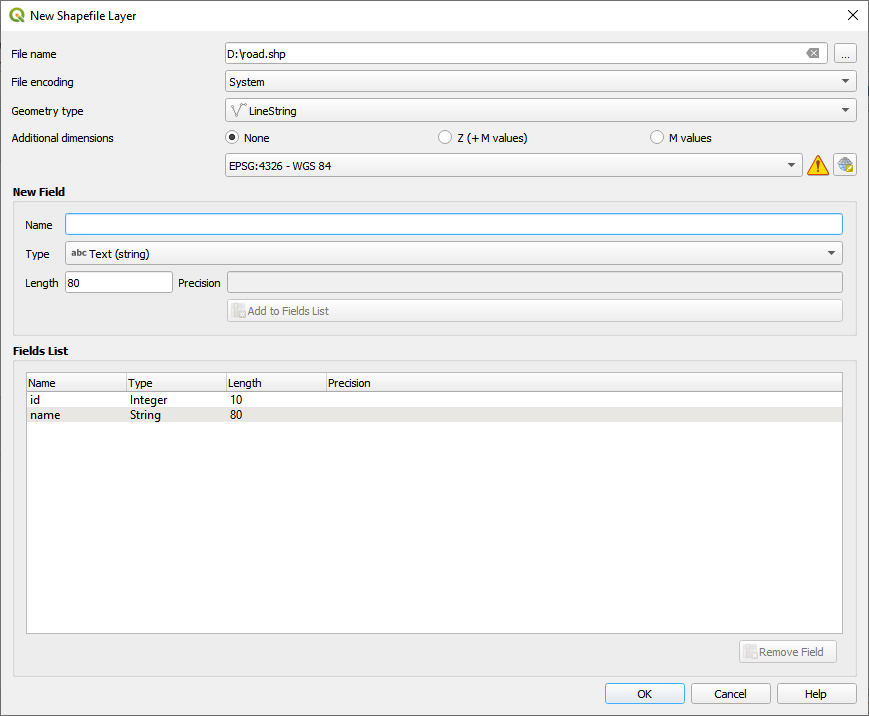 New Shapefile Layer
File name D:\road.shp ...
File encoding System
Geometry type LineString
Additional dimensions None Z (+M values) M values
EPSG:4326 - WGS 84
New Field
Name
Type abc Text (string)
Length 80 Precision
Add to Fields List
Fields List
Name Type Length Precision
id Integer 10
name String 80
Remove Field
OK Cancel Help